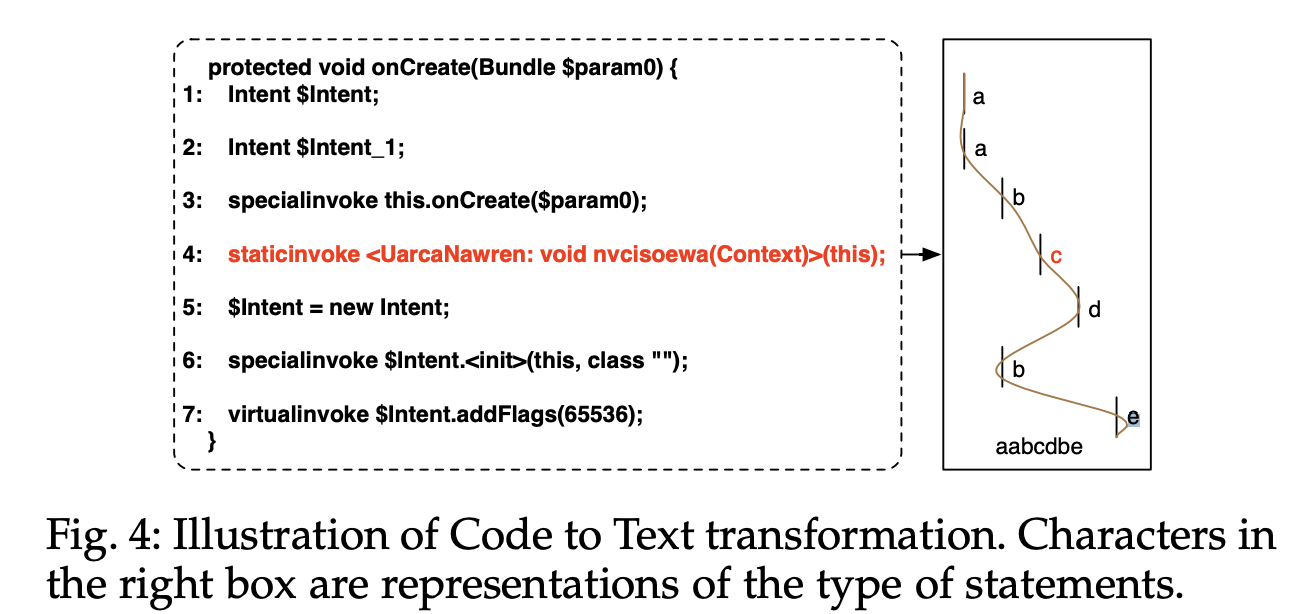 protected void onCreate(Bundle $param0) {
1: Intent $Intent;
2: Intent $Intent_1;
3: specialinvoke this.onCreate($param0);
4: staticinvoke <UarcaNawren: void nvcisoewa(Context)>(this);
5: $Intent = new Intent;
6: specialinvoke $Intent.<init>(this, class "");
7: virtualinvoke $Intent.addFlags(65536);
}
a
a
b
c
d
b
e
aabcdbe
Fig. 4: Illustration of Code to Text transformation. Characters in
the right box are representations of the type of statements.